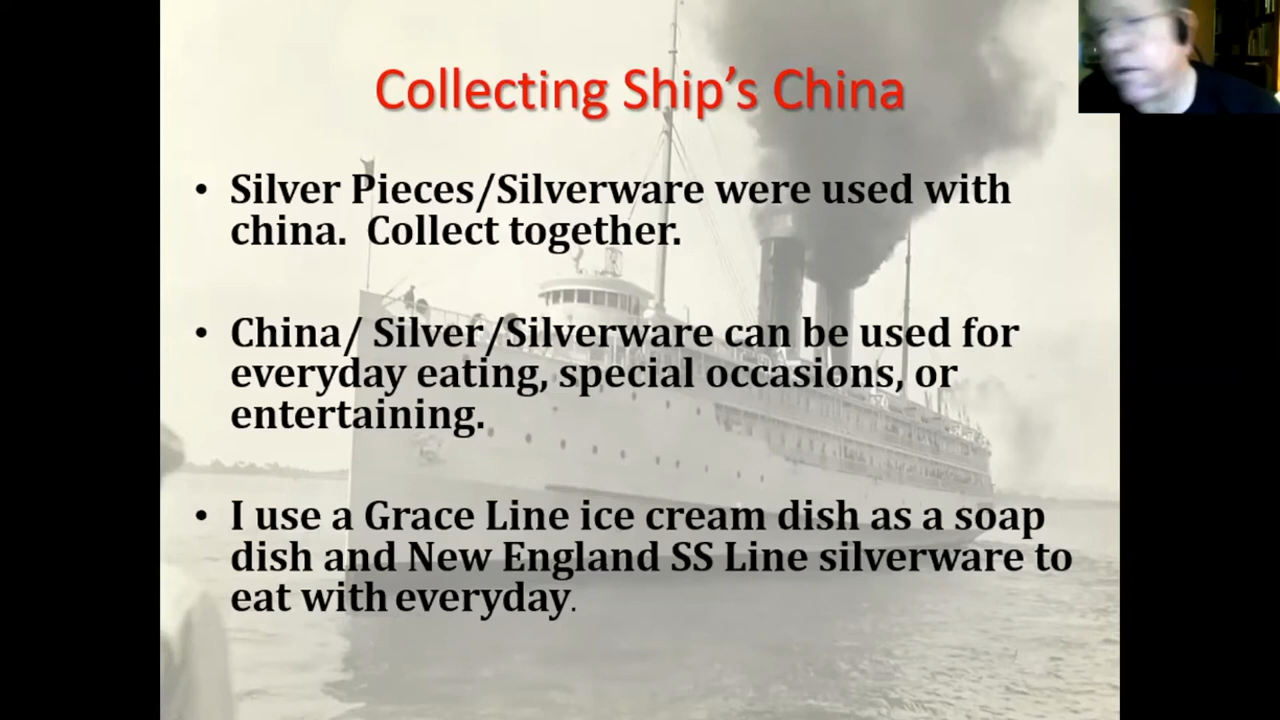 Collecting Ship's China
• Silver Pieces/Silverware were used with
china.  Collect together.
• China/ Silver/Silverware can be used for
everyday eating, special occasions, or
entertaining.
• I use a Grace Line ice cream dish as a soap
dish and New England SS Line silverware to
eat with everyday.